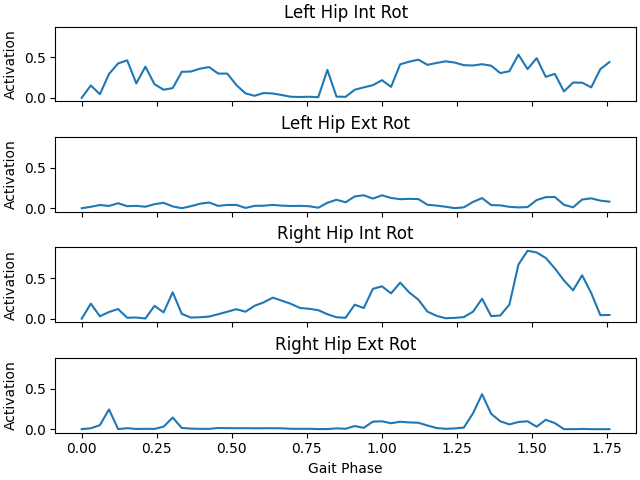 Left Hip Int Rot
Activation
0.5
0.0
Left Hip Ext Rot
Activation
0.5
0.0
Right Hip Int Rot
Activation
0.5
0.0
Right Hip Ext Rot
Activation
0.5
0.0
0.00 0.25 0.50 0.75 1.00 1.25 1.50 1.75
Gait Phase